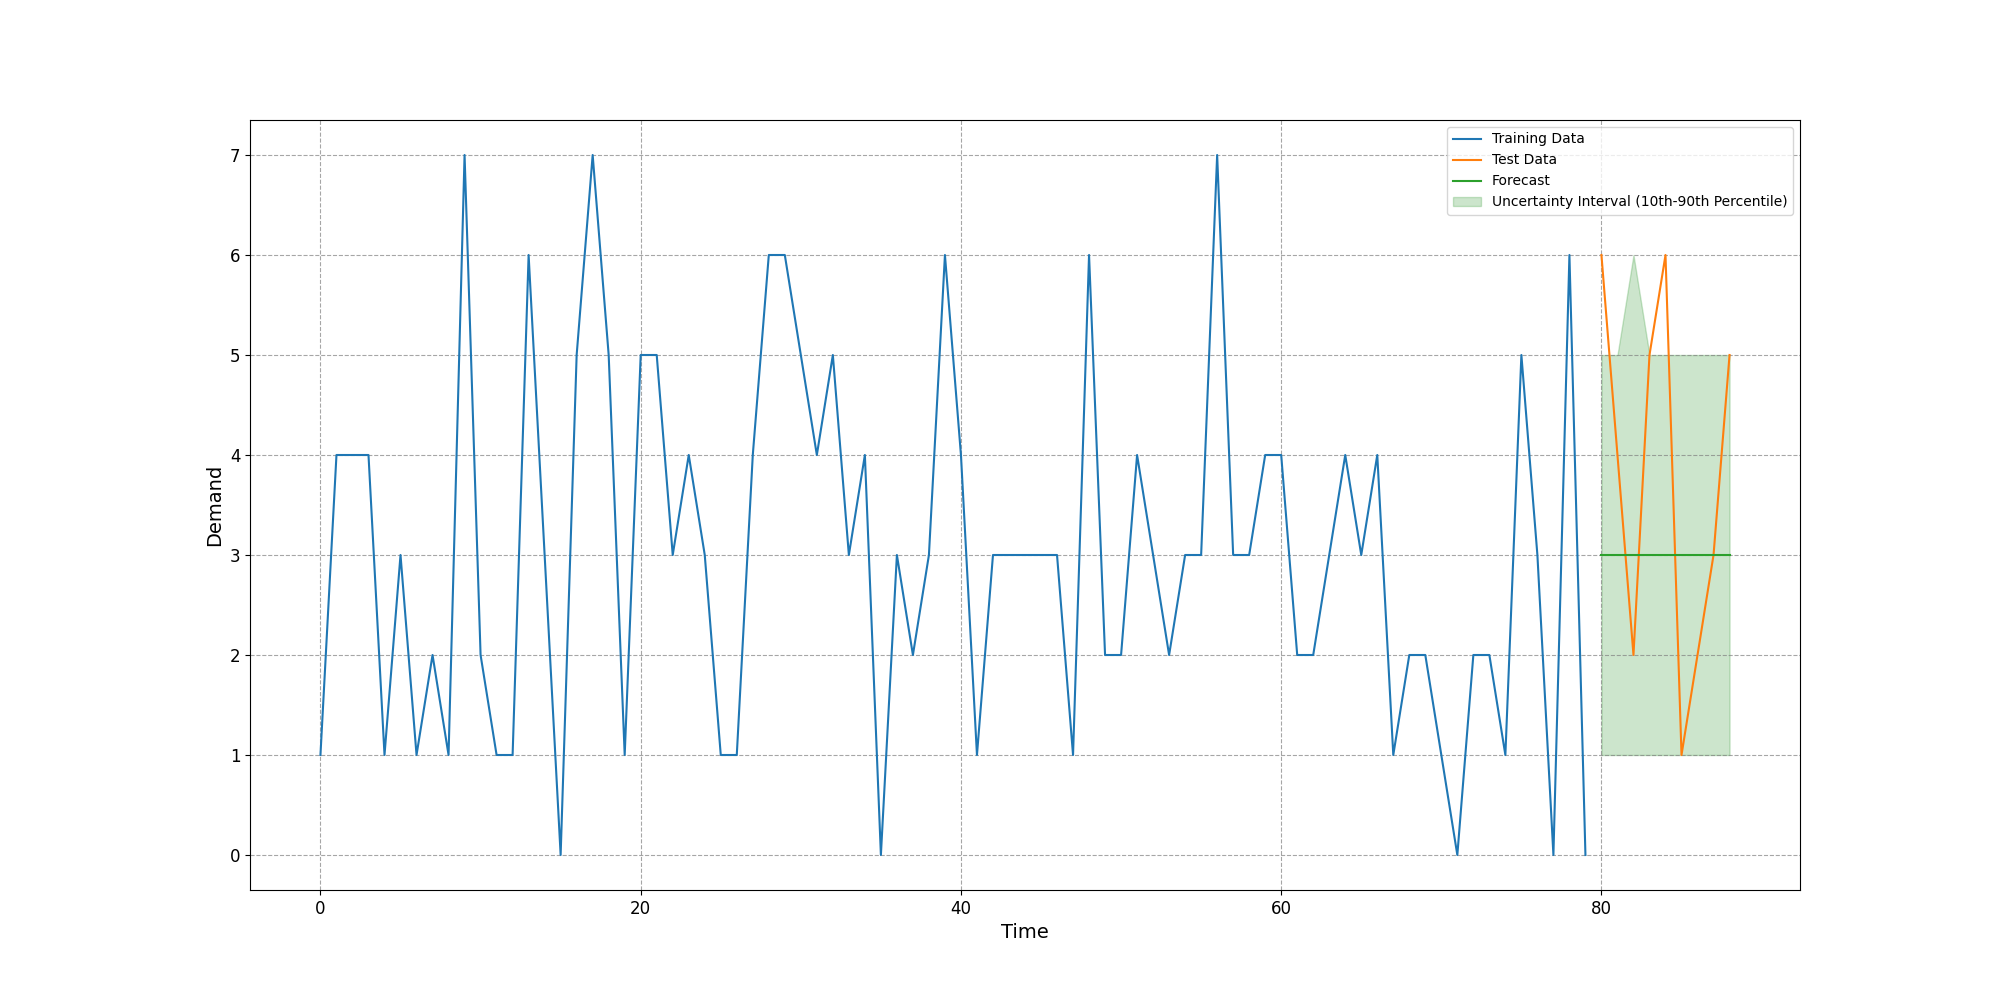 Training Data
Test Data
Forecast
Uncertainty Interval (10th-90th Percentile)
7
6
5
4
3
2
1
0
Demand
0 20 40 60 80
Time